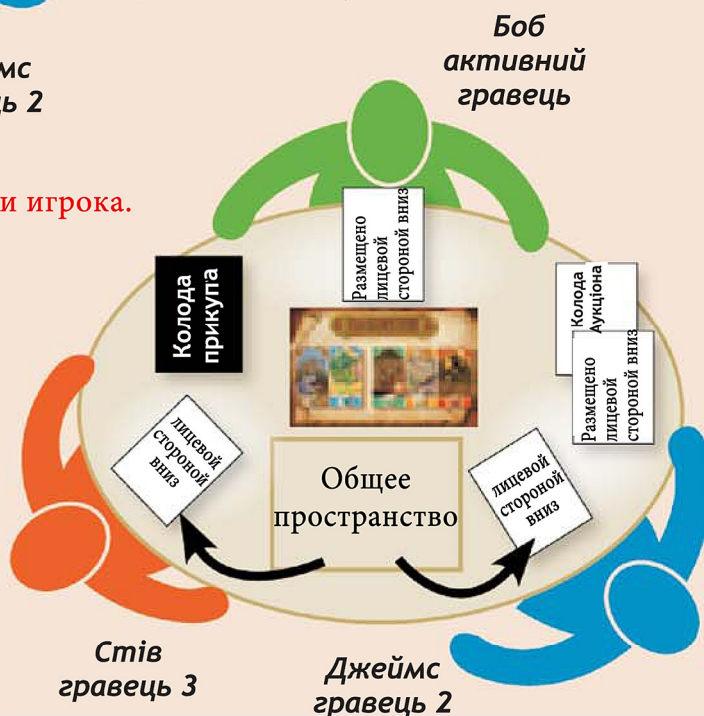 Боб
активний
гравець
мс
ь 2
и игрока.
Размещено
лицевой
стороной вниз
Колода
прикупа
Колода
Аукціона
Размещено
лицевой
стороной вниз
лицевой
стороной
вниз
Общее
пространство
лицевой
стороной
вниз
Стів
гравець 3
Джеймс
гравець 2